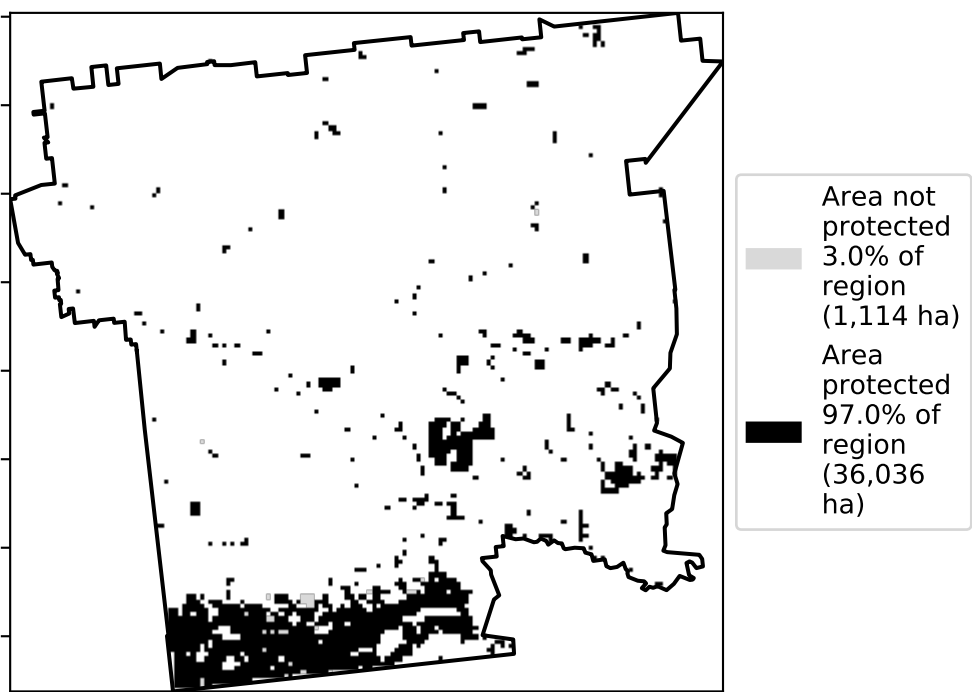 Area not
protected
3.0% of
region
(1,114 ha)
Area
protected
97.0% of
region
(36,036
ha)